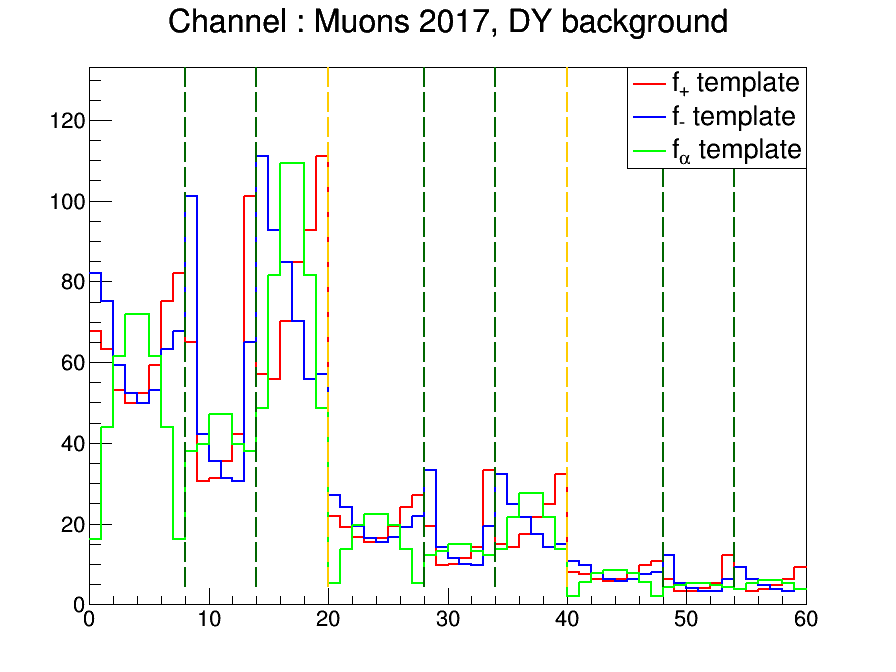 Channel : Muons 2017, DY background
f₊ template
f₋ template
fα template
120
100
80
60
40
20
0
0 10 20 30 40 50 60